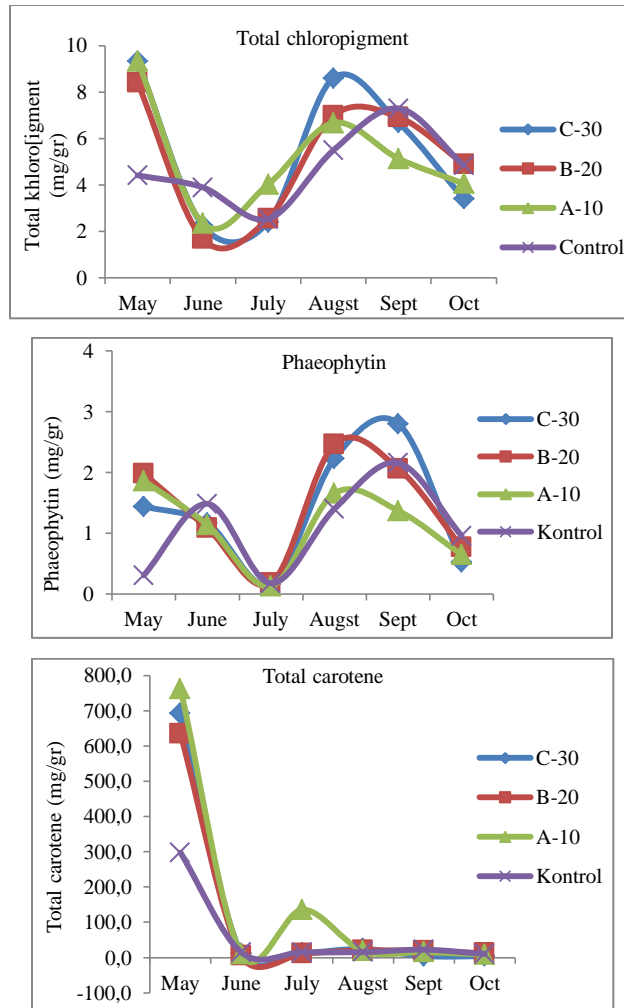 Total chloropigment
Total khloro[igment
(mg/gr)
10
8
6
4
2
0
May June July Augst Sept Oct
C-30
B-20
A-10
Control
Phaeophytin
Phaeophytin (mg/gr)
4
3
2
1
0
May June July Augst Sept Oct
C-30
B-20
A-10
Kontrol
Total carotene
Total carotene (mg/gr)
800,0
700,0
600,0
500,0
400,0
300,0
200,0
100,0
0,0
-100,0
May June July Augst Sept Oct
C-30
B-20
A-10
Kontrol